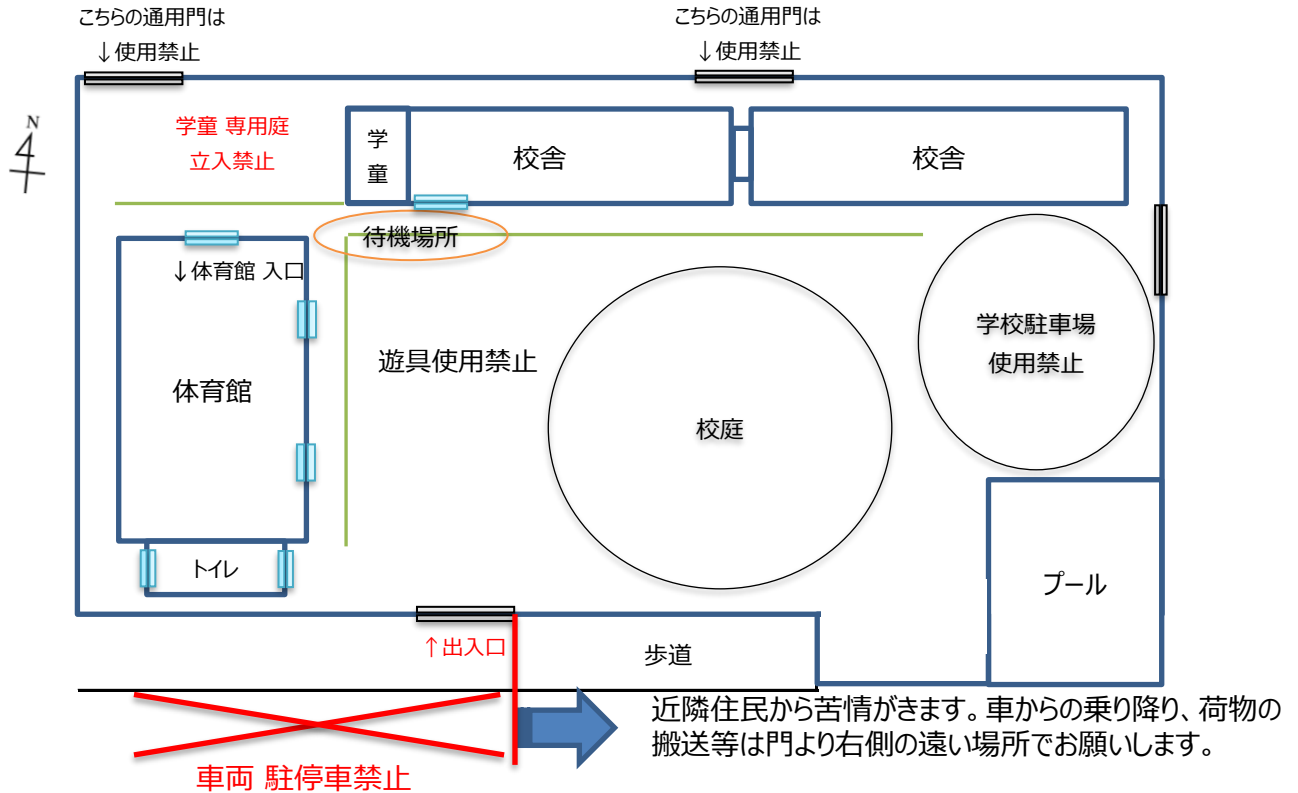 こちらの通用門は
↓使用禁止
こちらの通用門は
↓使用禁止
N
学童 専用庭
立入禁止
学
童
校舎
校舎
待機場所
↓体育館 入口
学校駐車場
使用禁止
遊具使用禁止
体育館
校庭
トイレ
プール
↑出入口
歩道
近隣住民から苦情がきます。車からの乗り降り、荷物の
搬送等は門より右側の遠い場所でお願いします。
車両 駐停車禁止